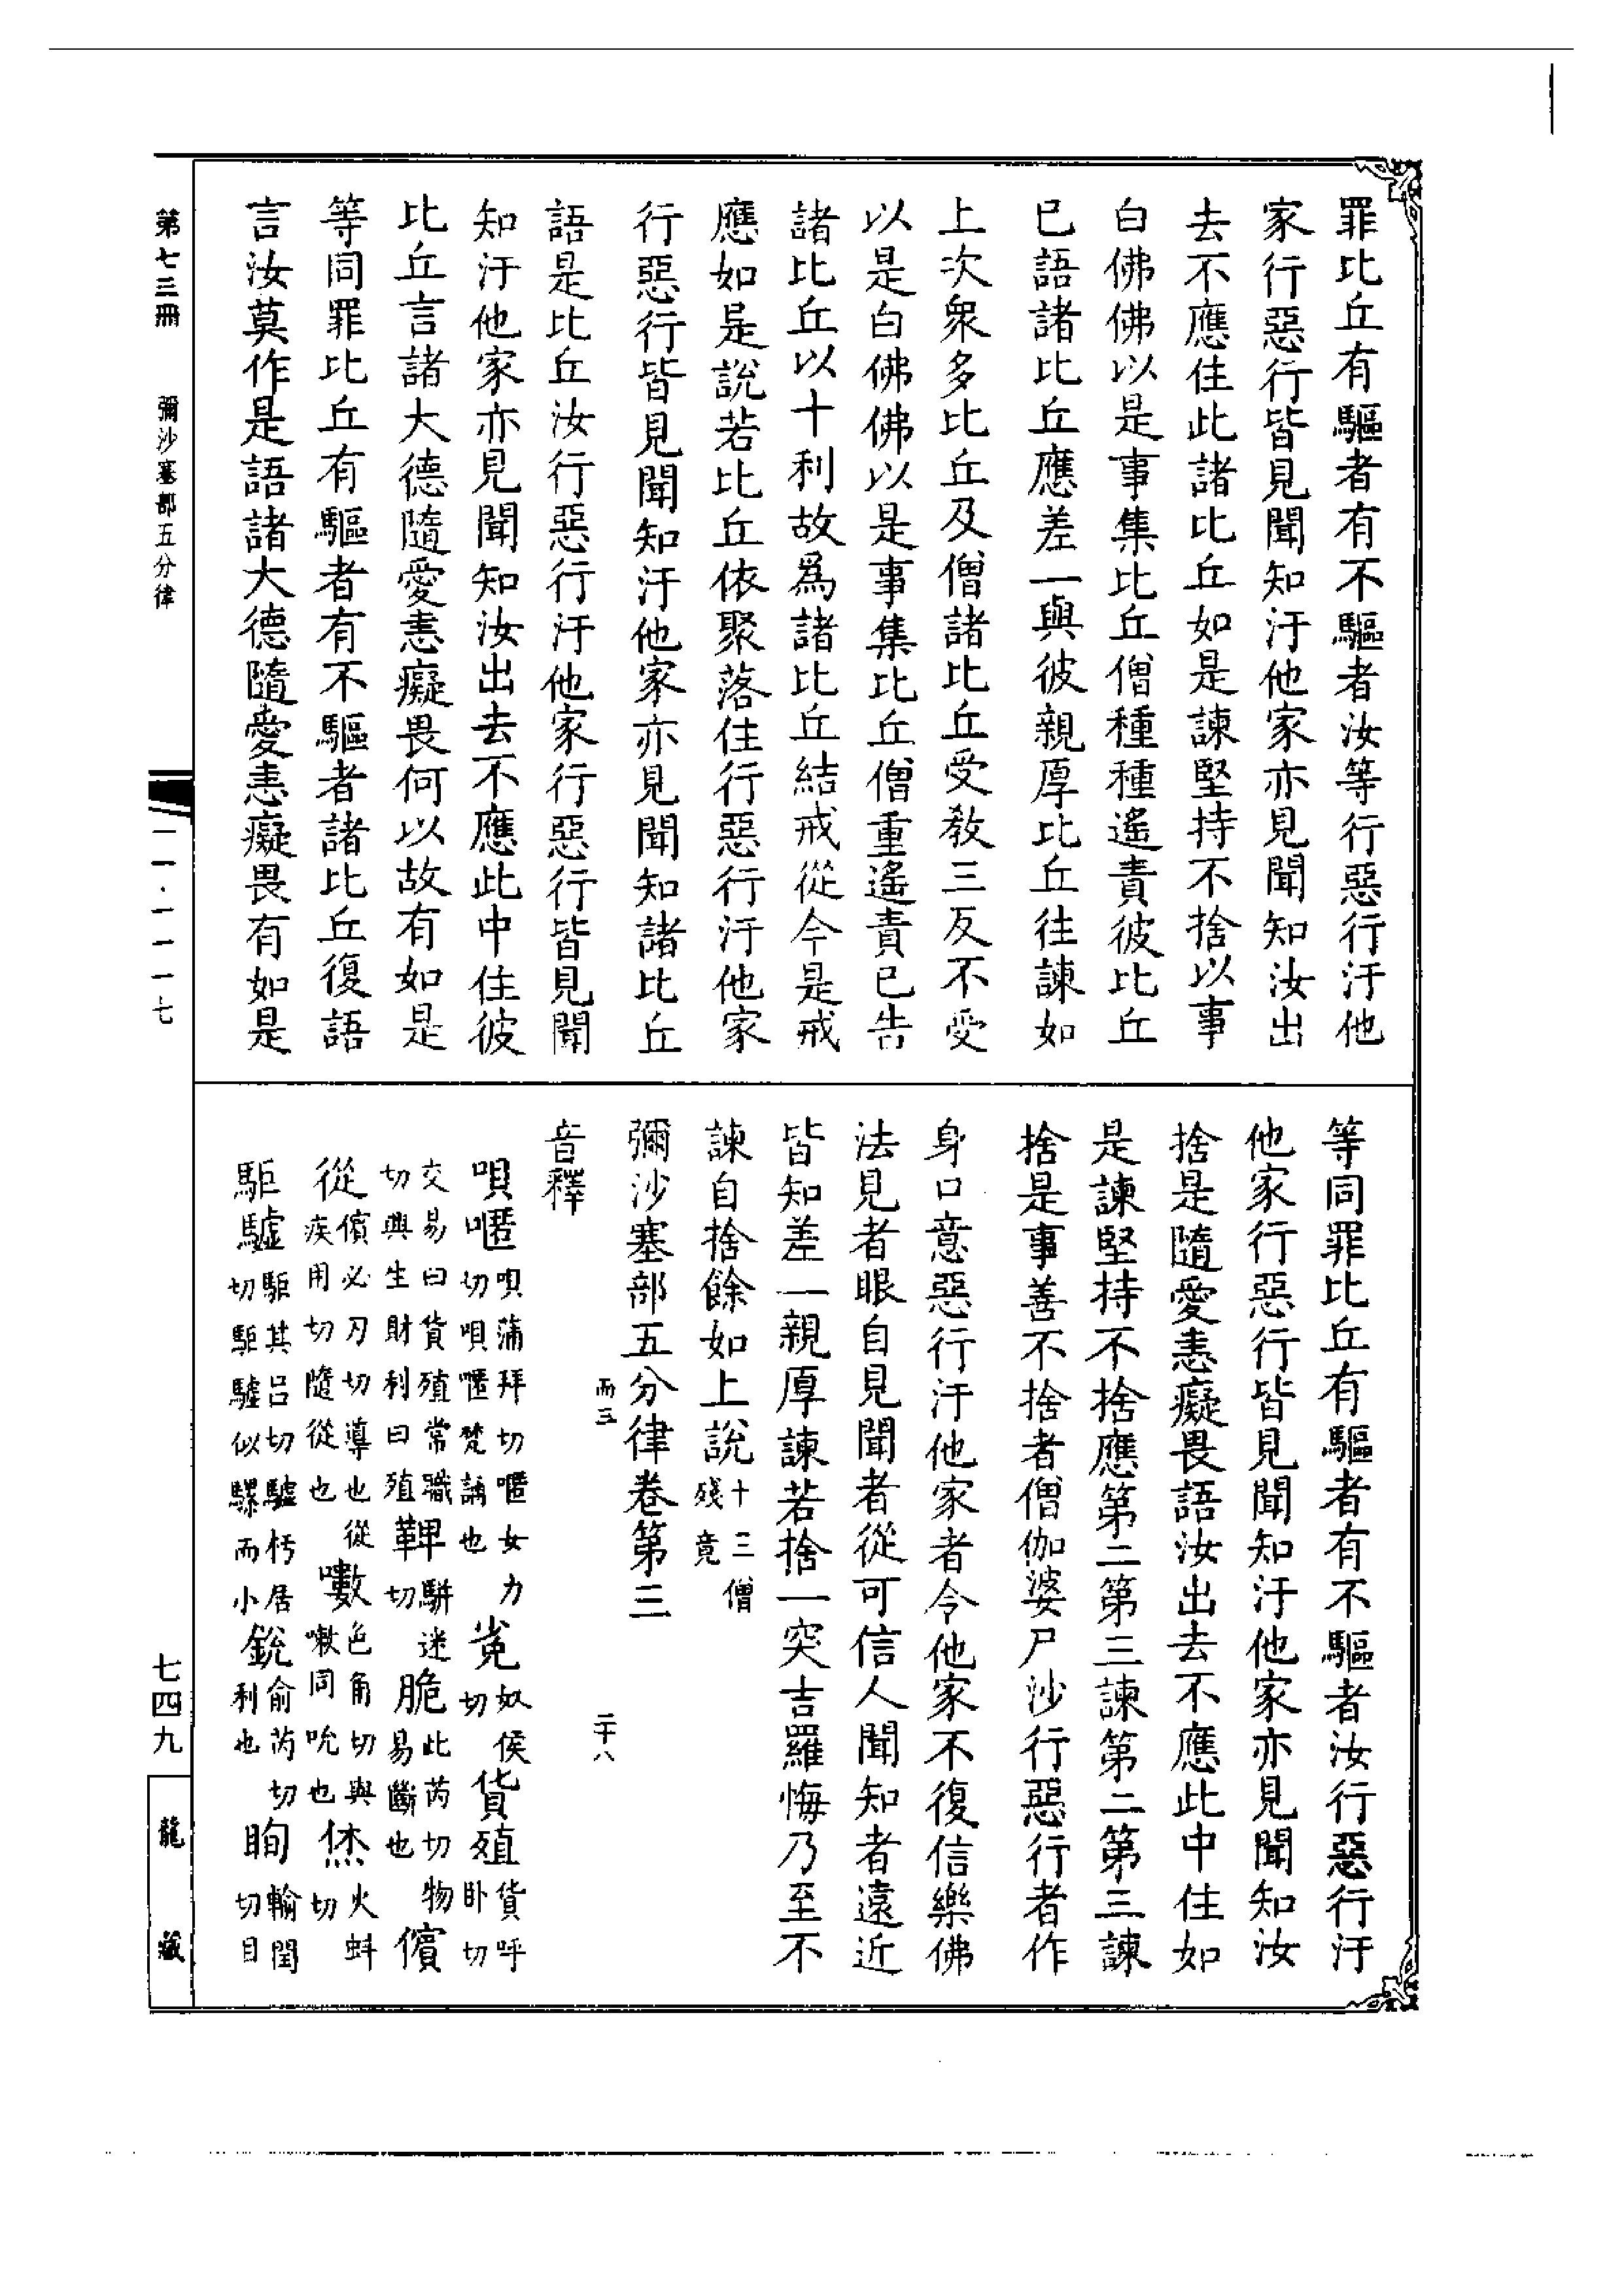 罪比丘有驅者有不驅者汝等行惡行汙他
家行惡行皆見聞知汙他家亦見聞知汝出
去不應住此諸比丘如是諫堅持不捨以事
白佛佛以是事集比丘僧種種遙責彼比丘
已語諸比丘應差一與彼親厚比丘往諫如
上次衆多比丘及僧諸比丘受教三反不受
以是白佛佛以是事集比丘僧重遙責已告
諸比丘以十利故爲諸比丘結戒從今是戒
應如是說若比丘依聚落住行惡行汙他家
行惡行皆見聞知汙他家亦見聞知諸比丘
語是比丘汝行惡行汙他家行惡行皆見聞
知汙他家亦見聞知汝出去不應此中住彼
比丘言諸大德隨愛恚癡畏何以故有如是
等同罪比丘有驅者有不驅者諸比丘復語
言汝莫作是語諸大德隨愛恚癡畏有如是
等同罪比丘有驅者有不驅者汝行惡行汙
他家行惡行皆見聞知汙他家亦見聞知汝
捨是隨愛恚癡畏語汝出去不應此中住如
是諫堅持不捨應第二第三諫第二第三諫
捨是事善不捨者僧伽婆尸沙行惡行者作
身口意惡行汙他家者令他家不復信樂佛
法見者眼自見聞者從可信人聞知者遠近
皆知差一親厚諫若捨一突吉羅悔乃至不
諫自捨餘如上說十三僧殘竟
彌沙塞部五分律卷第三
而三 二十八
音釋
唄㘃唄蒲拜切㘃女力切唄㘃梵誦也 㝹奴侯切 貨殖貨呼卧切
交易曰貨殖常職切興生財利曰殖 鞞駢迷切 脆此芮切物易斷也 儐
從儐必刃切導也從疾用切隨從也 㗘色角切與嗽同吮也 烋火蚪切
駏驉駏其呂切驉朽居切駏驉似騾而小 銳俞芮切利也 眴輸閏切目
第七三冊 彌沙塞部五分律
一一·一一一七
七四九
龍藏